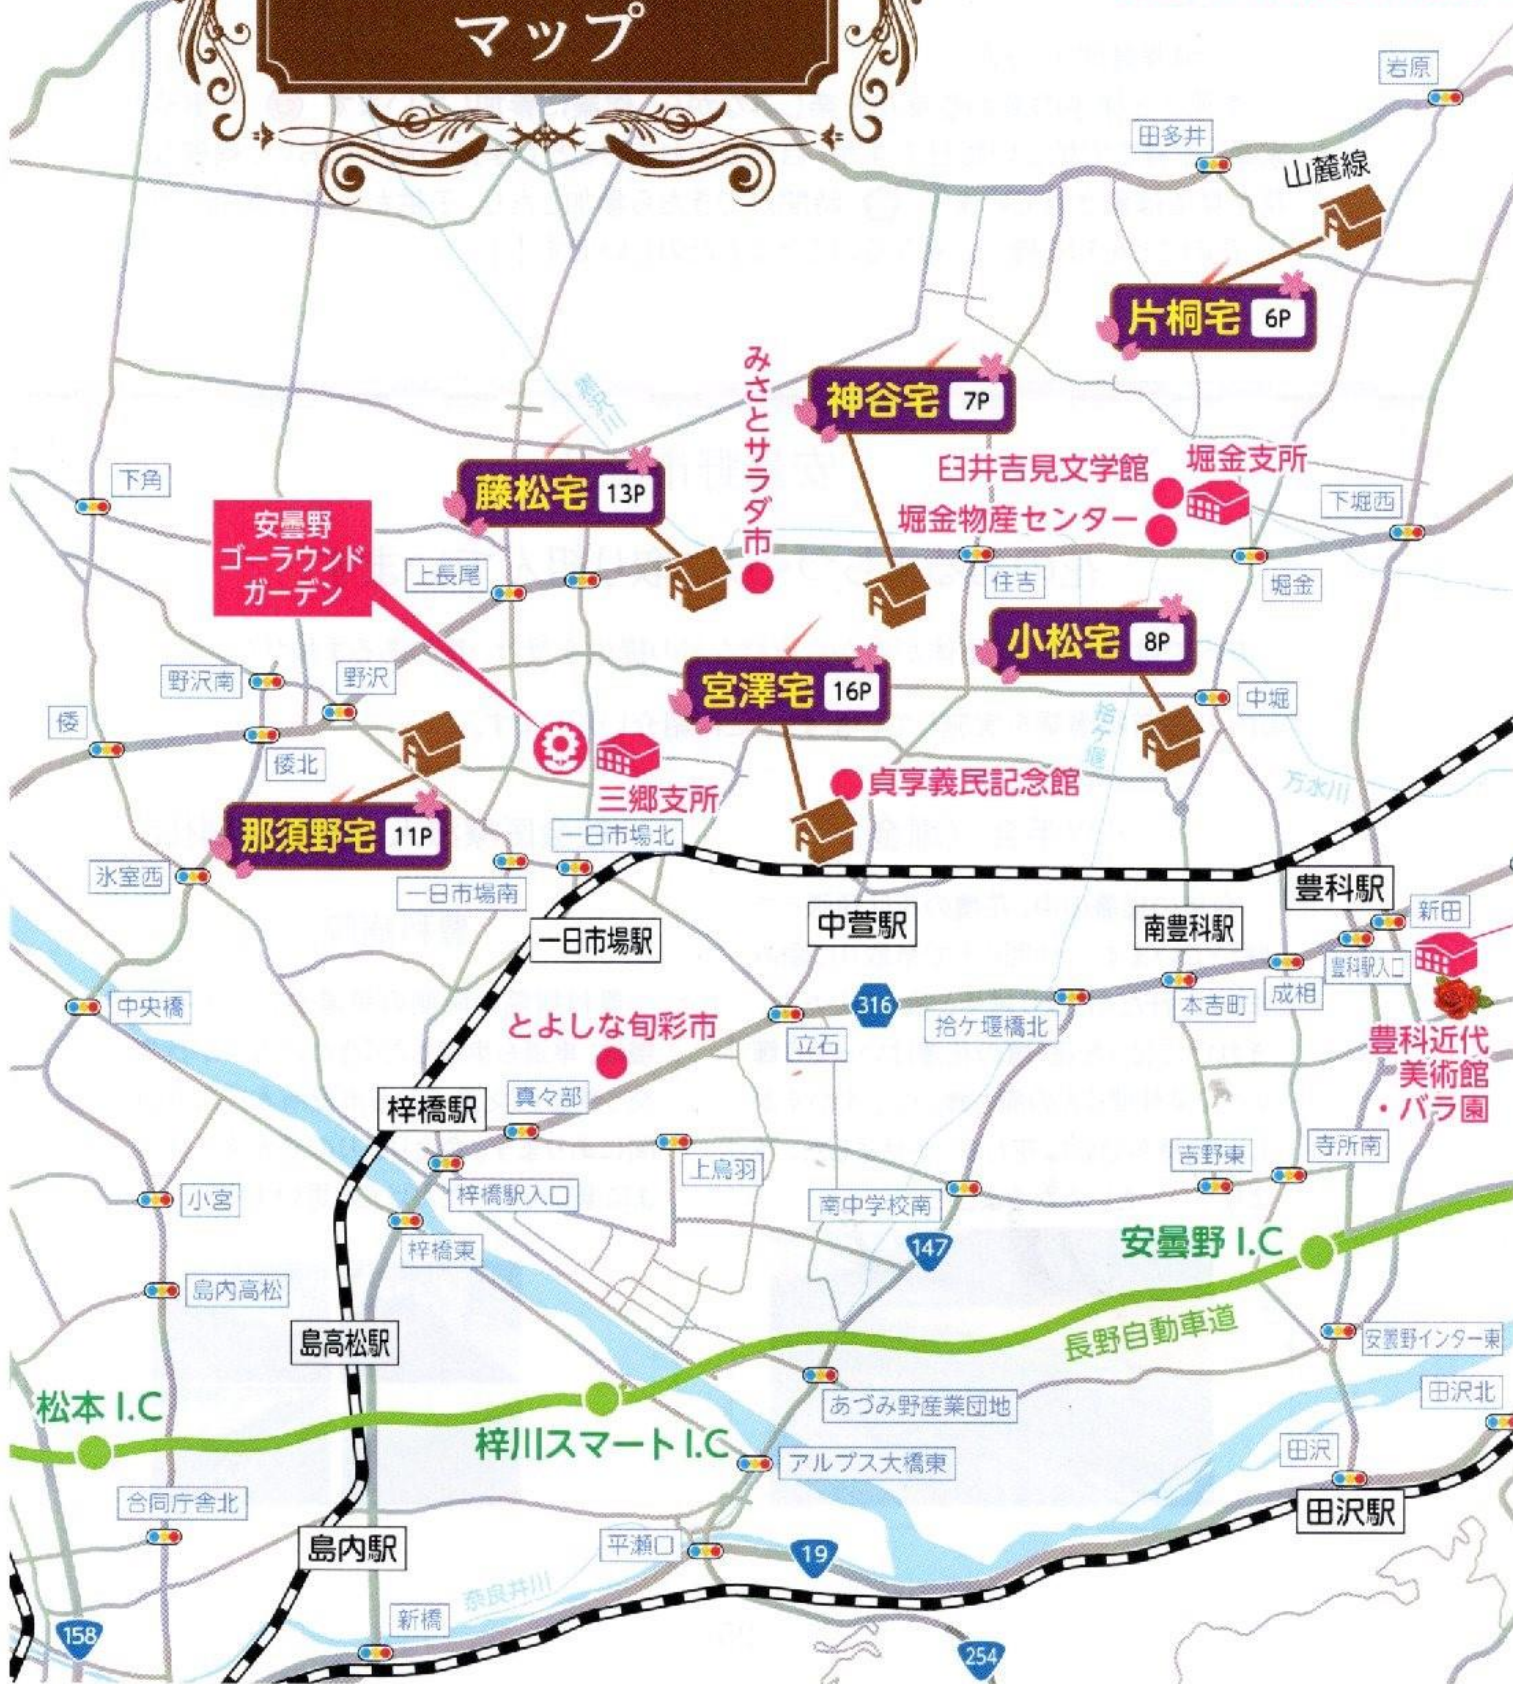 マップ
岩原
田多井
山麓線
片桐宅 6P
みさとサラダ市
神谷宅 7P
臼井吉見文学館
堀金支所
堀金物産センター
下堀西
藤松宅 13P
下角
安曇野
ゴーラウンド
ガーデン
上長尾
住吉
堀金
小松宅 8P
野沢南
野沢
宮澤宅 16P
中堀
倭
倭北
拾ケ堰
万水川
貞享義民記念館
三郷支所
那須野宅 11P
一日市場北
氷室西
一日市場南
豊科駅
新田
一日市場駅
中萱駅
南豊科駅
豊科駅入口
中央橋
316
拾ケ堰橋北
本吉町
成相
とよしな旬彩市
立石
豊科近代
美術館
・バラ園
梓橋駅
真々部
上鳥羽
吉野東
寺所南
小宮
梓橋駅入口
南中学校南
梓橋東
147
安曇野 I.C
島内高松
長野自動車道
島高松駅
安曇野インター東
松本 I.C
あづみ野産業団地
田沢北
梓川スマート I.C
アルプス大橋東
田沢
合同庁舎北
田沢駅
島内駅
平瀬口
19
奈良井川
新橋
158
254